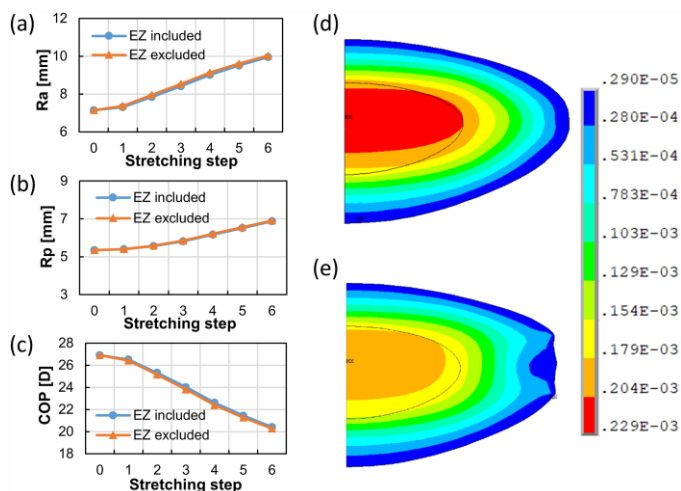 (a)
Ra [mm]
12
10
8
6
EZ included
EZ excluded
0 1 2 3 4 5 6
Stretching step
(b)
Rp [mm]
9
7
5
3
EZ included
EZ excluded
0 1 2 3 4 5 6
Stretching step
(c)
COP [D]
28
26
24
22
20
18
EZ included
EZ excluded
0 1 2 3 4 5 6
Stretching step
(d)
(e)
.290E-05
.280E-04
.531E-04
.783E-04
.103E-03
.129E-03
.154E-03
.179E-03
.204E-03
.229E-03